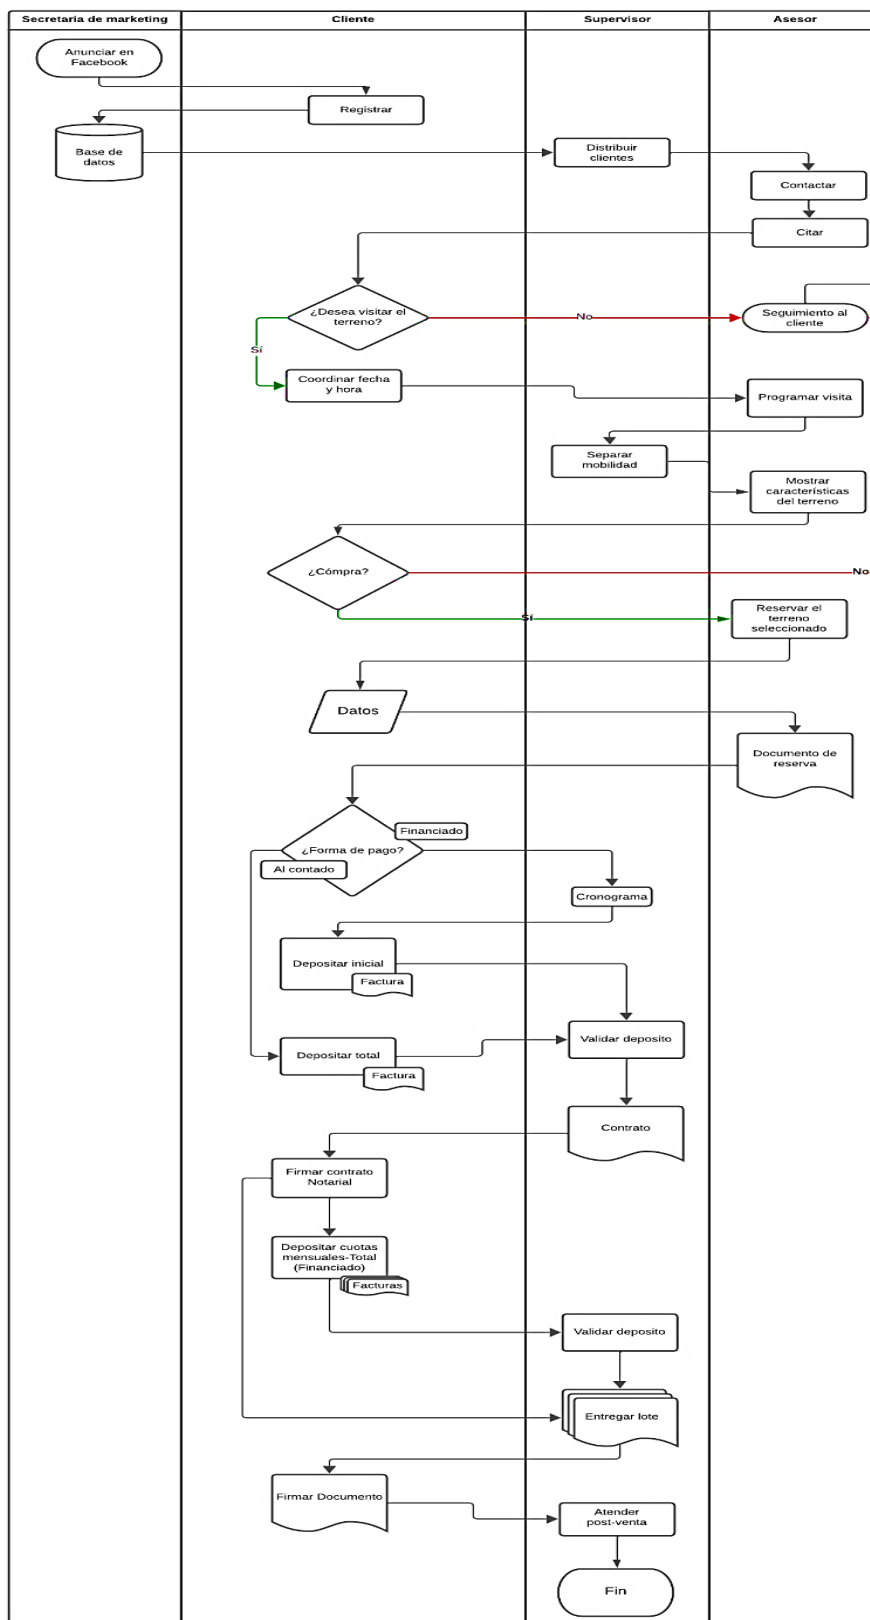 Secretaria de marketing
Cliente
Supervisor
Asesor
Anunciar en
Facebook
Registrar
Base de
datos
Distribuir
clientes
Contactar
Citar
¿Desea visitar el
terreno?
No
Seguimiento al
cliente
Sí
Coordinar fecha
y hora
Programar visita
Separar
mobilidad
Mostrar
características
del terreno
¿Cómpra?
No
Sí
Reservar el
terreno
seleccionado
Datos
Documento de
reserva
Financiado
¿Forma de pago?
Al contado
Cronograma
Depositar inicial
Factura
Validar deposito
Depositar total
Factura
Contrato
Firmar contrato
Notarial
Depositar cuotas
mensuales-Total
(Financiado)
Facturas
Validar deposito
Entregar lote
Firmar Documento
Atender
post-venta
Fin